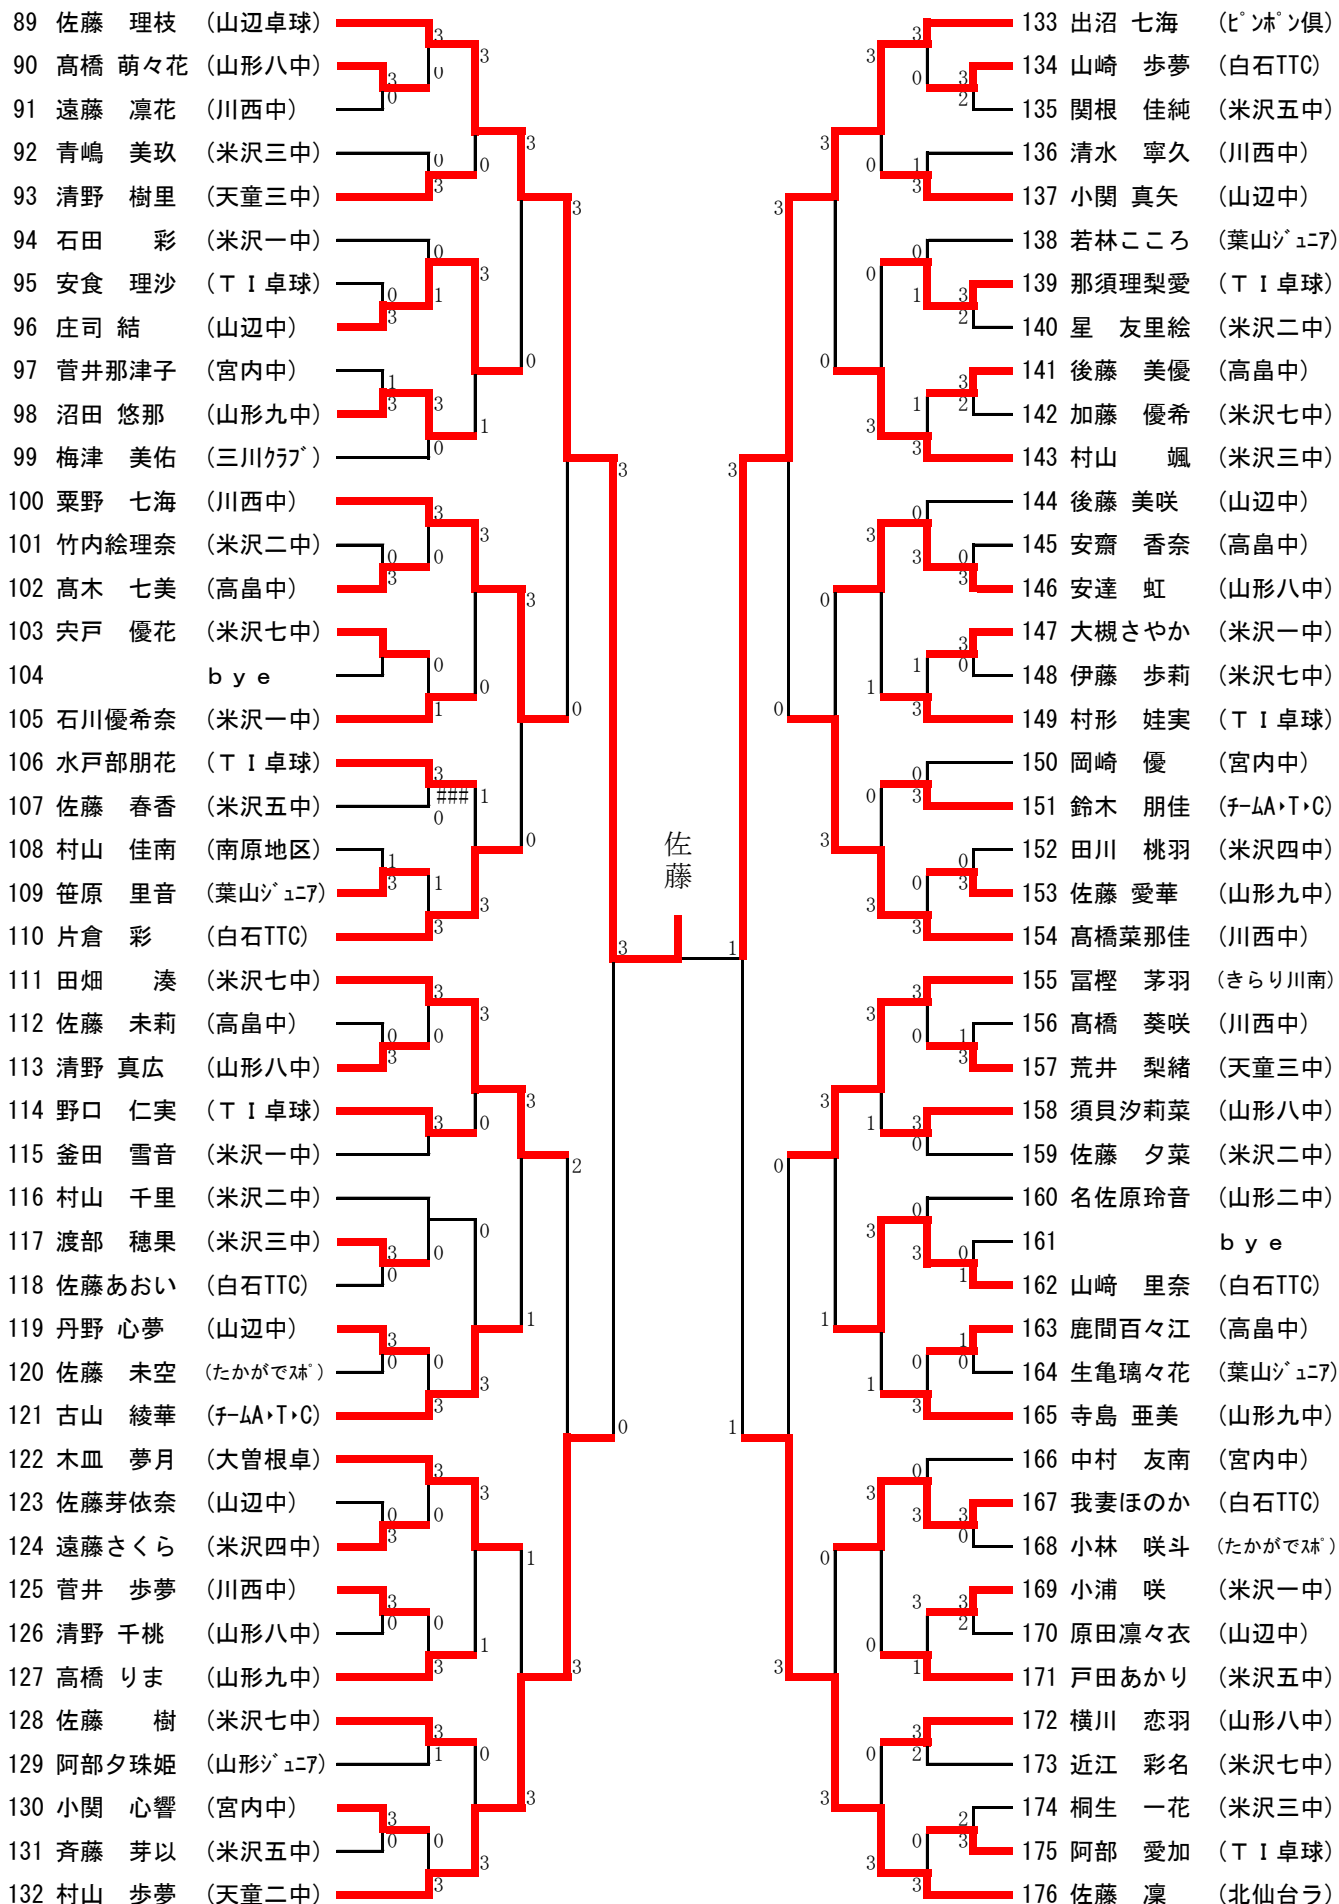 89 佐藤　理枝 (山辺卓球)
90 髙橋 萌々花 (山形八中)
91 遠藤　凛花 (川西中)
92 青嶋　美玖 (米沢三中)
93 清野　樹里 (天童三中)
94 石田　　彩 (米沢一中)
95 安食　理沙 (ＴＩ卓球)
96 庄司 結 (山辺中)
97 菅井那津子 (宮内中)
98 沼田 悠那 (山形九中)
99 梅津　美佑 (三川ｸﾗﾌﾞ)
100 粟野　七海 (川西中)
101 竹内絵理奈 (米沢二中)
102 髙木　七美 (高畠中)
103 宍戸　優花 (米沢七中)
104 ｂｙｅ
105 石川優希奈 (米沢一中)
106 水戸部朋花 (ＴＩ卓球)
107 佐藤　春香 (米沢五中)
###
108 村山　佳南 (南原地区)
109 笹原　里音 (葉山ｼﾞｭﾆｱ)
110 片倉　彩 (白石TTC)
111 田畑　　湊 (米沢七中)
112 佐藤　未莉 (高畠中)
113 清野 真広 (山形八中)
114 野口　仁実 (ＴＩ卓球)
115 釜田　雪音 (米沢一中)
116 村山　千里 (米沢二中)
117 渡部　穂果 (米沢三中)
118 佐藤あおい (白石TTC)
119 丹野 心夢 (山辺中)
120 佐藤　未空 (たかがでｽﾎﾟ)
121 古山　綾華 (ﾁｰﾑA･T･C)
122 木皿　夢月 (大曽根卓)
123 佐藤芽依奈 (山辺中)
124 遠藤さくら (米沢四中)
125 菅井　歩夢 (川西中)
126 清野 千桃 (山形八中)
127 高橋 りま (山形九中)
128 佐藤　　樹 (米沢七中)
129 阿部夕珠姫 (山形ｼﾞｭﾆｱ)
130 小関　心響 (宮内中)
131 斉藤　芽以 (米沢五中)
132 村山　歩夢 (天童二中)
佐藤
3 1
133 出沼 七海 (ﾋﾟﾝﾎﾟﾝ倶)
134 山崎　歩夢 (白石TTC)
135 関根　佳純 (米沢五中)
136 清水　寧久 (川西中)
137 小関 真矢 (山辺中)
138 若林こころ (葉山ｼﾞｭﾆｱ)
139 那須理梨愛 (ＴＩ卓球)
140 星　友里絵 (米沢二中)
141 後藤　美優 (高畠中)
142 加藤　優希 (米沢七中)
143 村山　　颯 (米沢三中)
144 後藤 美咲 (山辺中)
145 安齋　香奈 (高畠中)
146 安達　虹 (山形八中)
147 大槻さやか (米沢一中)
148 伊藤　歩莉 (米沢七中)
149 村形　娃実 (ＴＩ卓球)
150 岡崎　優 (宮内中)
151 鈴木　朋佳 (ﾁｰﾑA･T･C)
152 田川　桃羽 (米沢四中)
153 佐藤 愛華 (山形九中)
154 髙橋菜那佳 (川西中)
155 冨樫　茅羽 (きらり川南)
156 髙橋　葵咲 (川西中)
157 荒井　梨緒 (天童三中)
158 須貝汐莉菜 (山形八中)
159 佐藤　夕菜 (米沢二中)
160 名佐原玲音 (山形二中)
161 ｂｙｅ
162 山﨑　里奈 (白石TTC)
163 鹿間百々江 (高畠中)
164 生亀璃々花 (葉山ｼﾞｭﾆｱ)
165 寺島 亜美 (山形九中)
166 中村　友南 (宮内中)
167 我妻ほのか (白石TTC)
168 小林　咲斗 (たかがでｽﾎﾟ)
169 小浦　咲 (米沢一中)
170 原田凛々衣 (山辺中)
171 戸田あかり (米沢五中)
172 横川　恋羽 (山形八中)
173 近江　彩名 (米沢七中)
174 桐生　一花 (米沢三中)
175 阿部　愛加 (ＴＩ卓球)
176 佐藤　凜 (北仙台ラ)